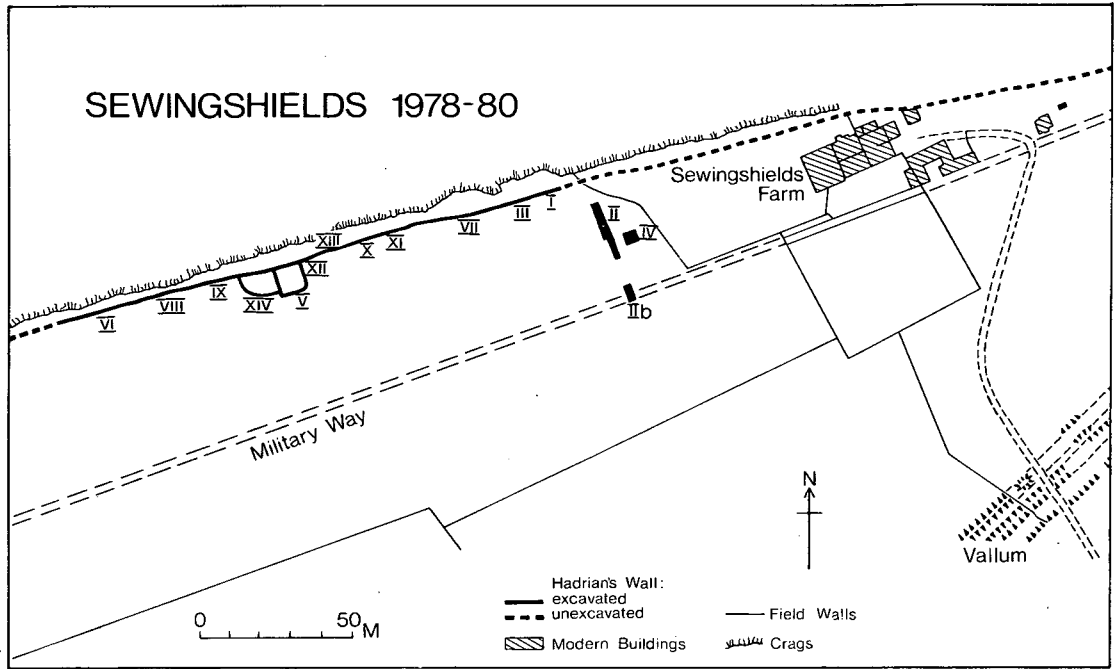 SEWINGSHIELDS 1978-80
Sewingshields
Farm
I
III
VII
XI
X
XIII
XII
V
XIV
IX
VIII
VI
II
IV
IIb
Military Way
N
Vallum
0 50 M
Hadrian's Wall:
excavated
unexcavated
Field Walls
Modern Buildings
Crags